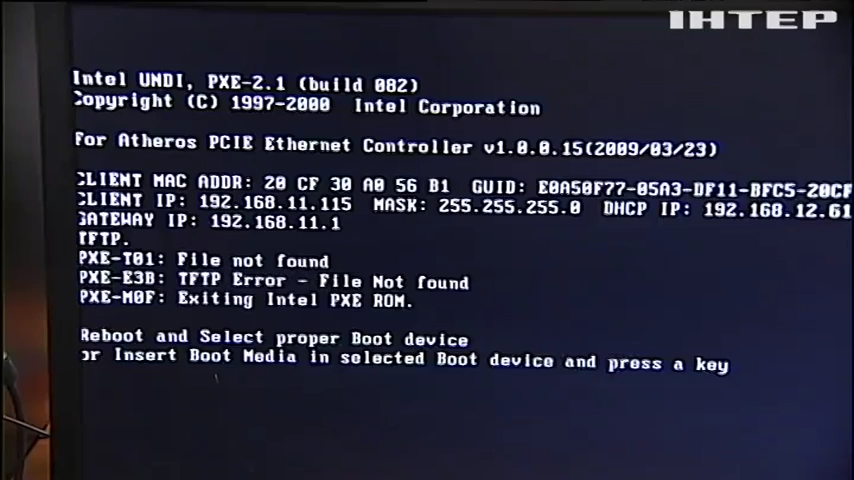 ІНТЕР
Intel UNDI, PXE-2.1 (build 082)
Copyright (C) 1997-2000 Intel Corporation
For Atheros PCIE Ethernet Controller v1.0.0.15(2009/03/23)
CLIENT MAC ADDR: 20 CF 30 A0 56 B1 GUID: E0A50F77-05A3-DF11-BFC5-20CF
CLIENT IP: 192.168.11.115 MASK: 255.255.255.0 DHCP IP: 192.168.12.61
GATEWAY IP: 192.168.11.1
TFTP.
PXE-T01: File not found
PXE-E3B: TFTP Error - File Not found
PXE-M0F: Exiting Intel PXE ROM.
Reboot and Select proper Boot device
or Insert Boot Media in selected Boot device and press a key